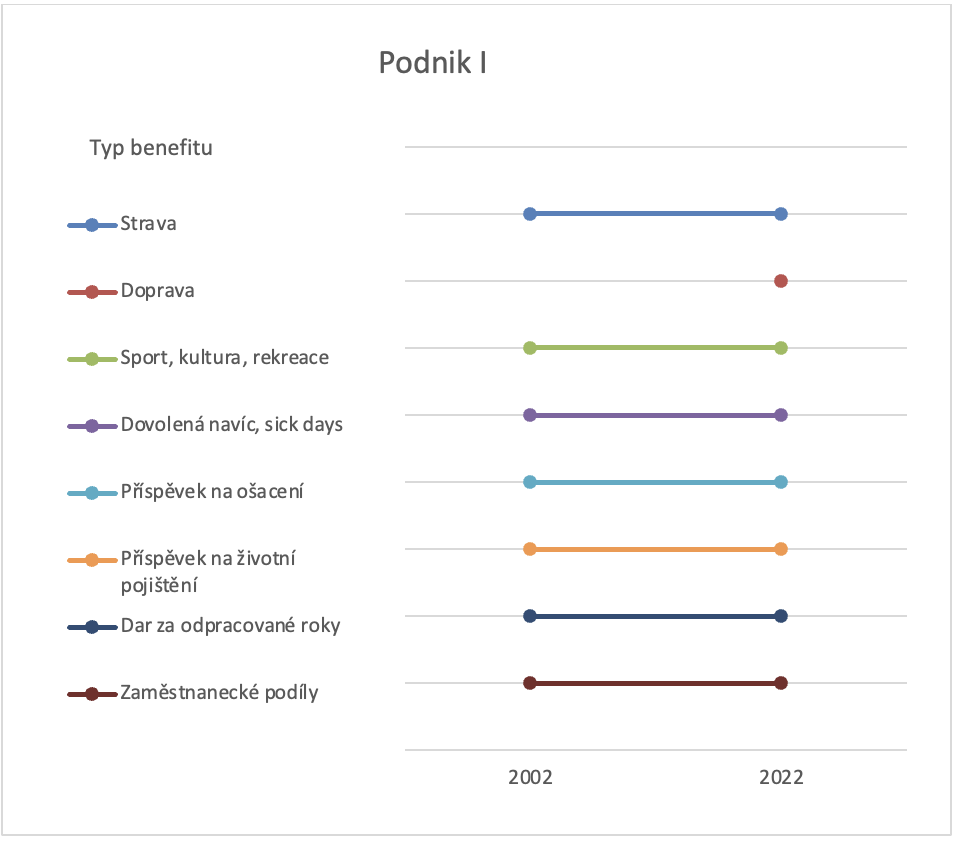 Podnik I
Typ benefitu
Strava
Doprava
Sport, kultura, rekreace
Dovolená navíc, sick days
Příspěvek na ošacení
Příspěvek na životní
pojištění
Dar za odpracované roky
Zaměstnanecké podíly
2002 2022